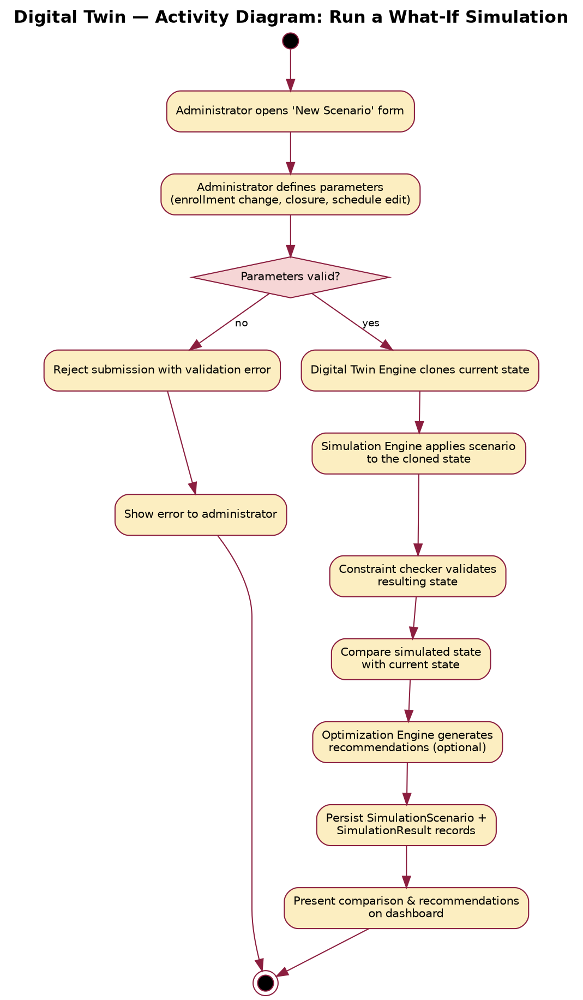 Digital Twin — Activity Diagram: Run a What-If Simulation
Administrator opens 'New Scenario' form
Administrator defines parameters
(enrollment change, closure, schedule edit)
Parameters valid?
no
yes
Reject submission with validation error
Digital Twin Engine clones current state
Simulation Engine applies scenario
to the cloned state
Show error to administrator
Constraint checker validates
resulting state
Compare simulated state
with current state
Optimization Engine generates
recommendations (optional)
Persist SimulationScenario +
SimulationResult records
Present comparison & recommendations
on dashboard